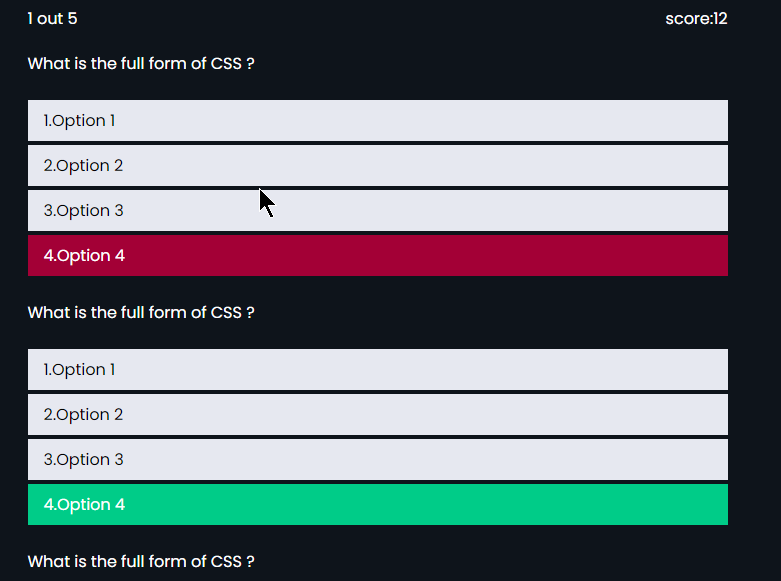 1 out 5
score:12
What is the full form of CSS ?
1.Option 1
2.Option 2
3.Option 3
4.Option 4
What is the full form of CSS ?
1.Option 1
2.Option 2
3.Option 3
4.Option 4
What is the full form of CSS ?